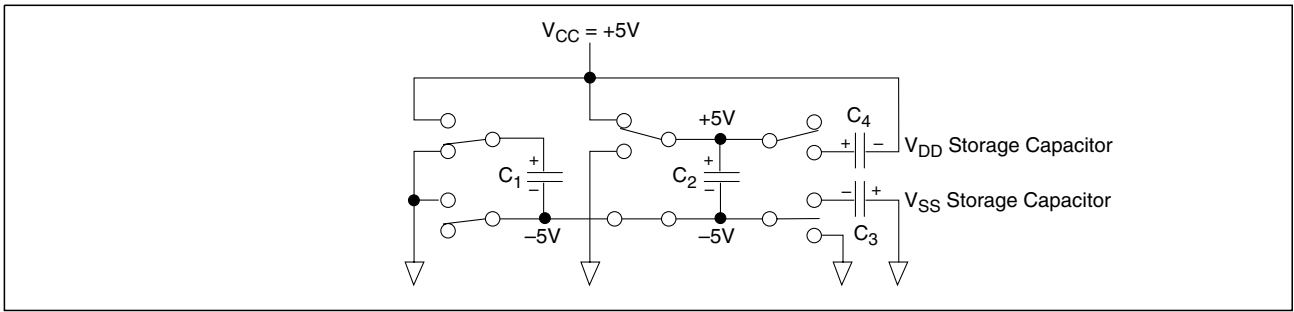 VCC = +5V
+5V
C4
+ –
VDD Storage Capacitor
+
C1
–
+
C2
–
– +
VSS Storage Capacitor
C3
–5V
–5V